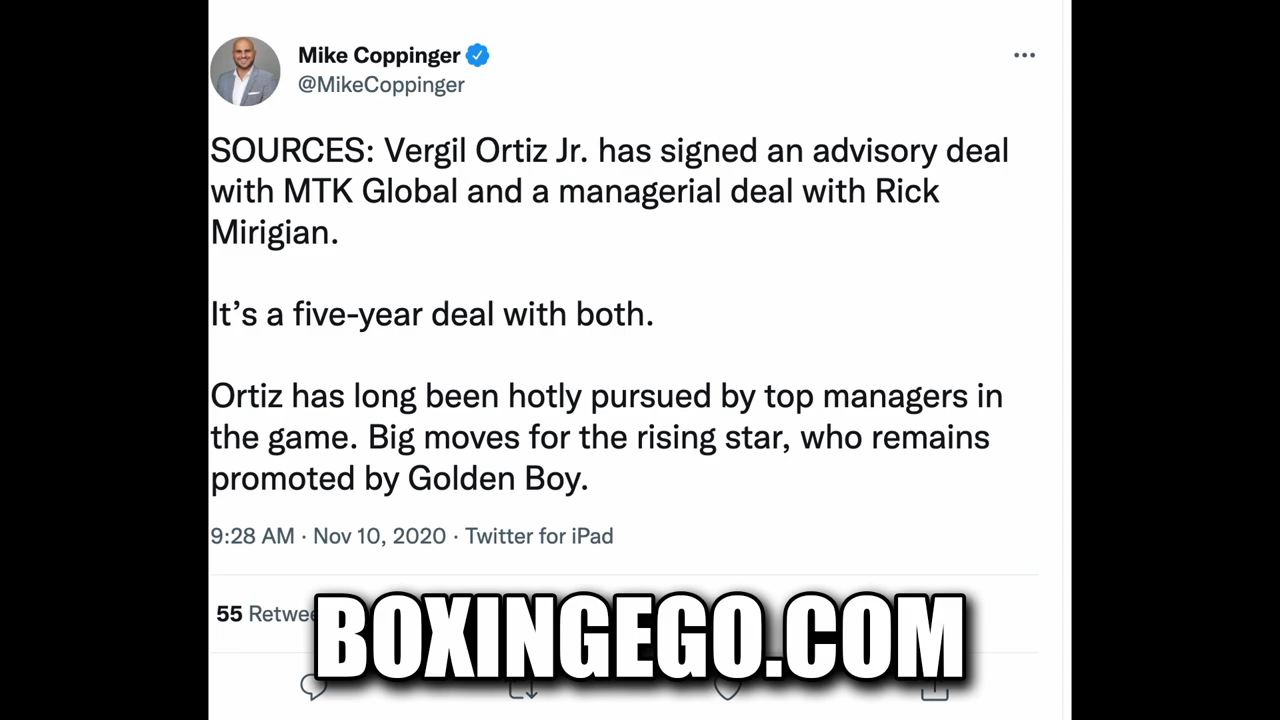 Mike Coppinger
@MikeCoppinger
SOURCES: Vergil Ortiz Jr. has signed an advisory deal
with MTK Global and a managerial deal with Rick
Mirigian.
It’s a five-year deal with both.
Ortiz has long been hotly pursued by top managers in
the game. Big moves for the rising star, who remains
promoted by Golden Boy.
9:28 AM · Nov 10, 2020 · Twitter for iPad
55
BOXINGEGO.COM